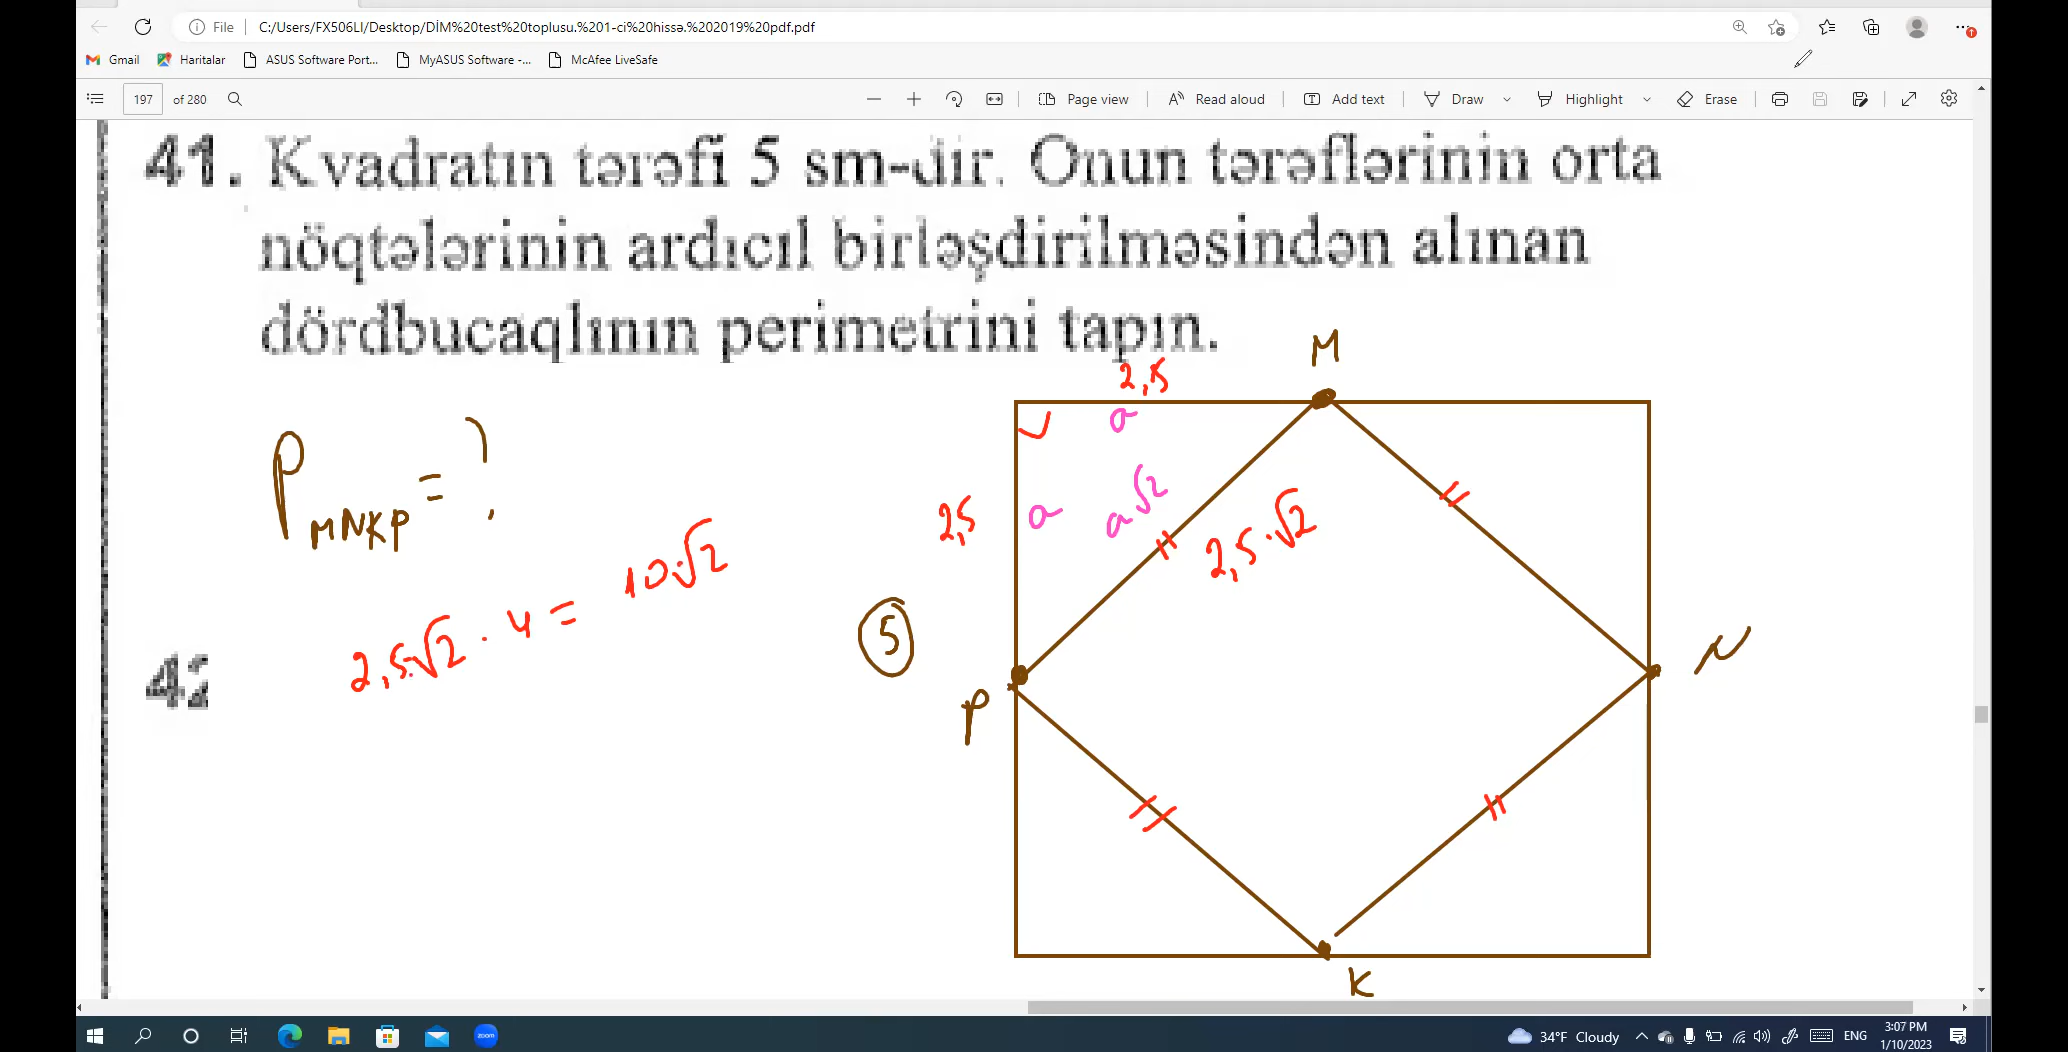 File C:/Users/FX506LI/Desktop/DİM%20test%20toplusu.%201-ci%20hissə.%202019%20pdf.pdf
Gmail Haritalar ASUS Software Port... MyASUS Software -... McAfee LiveSafe
197 of 280 Page view Read aloud Add text Draw Highlight Erase
41. Kvadratın tərəfi 5 sm-dir. Onun tərəflərinin orta
nöqtələrinin ardıcıl birləşdirilməsindən alınan
dördbucaqlının perimetrini tapın.
M
2,5
a
P MNKP = ?
2,5 a a√2 2,5·√2
2,5·√2 · 4 = 10·√2
5
N
42
P
K
zoom
34°F Cloudy ENG 3:07 PM
1/10/2023